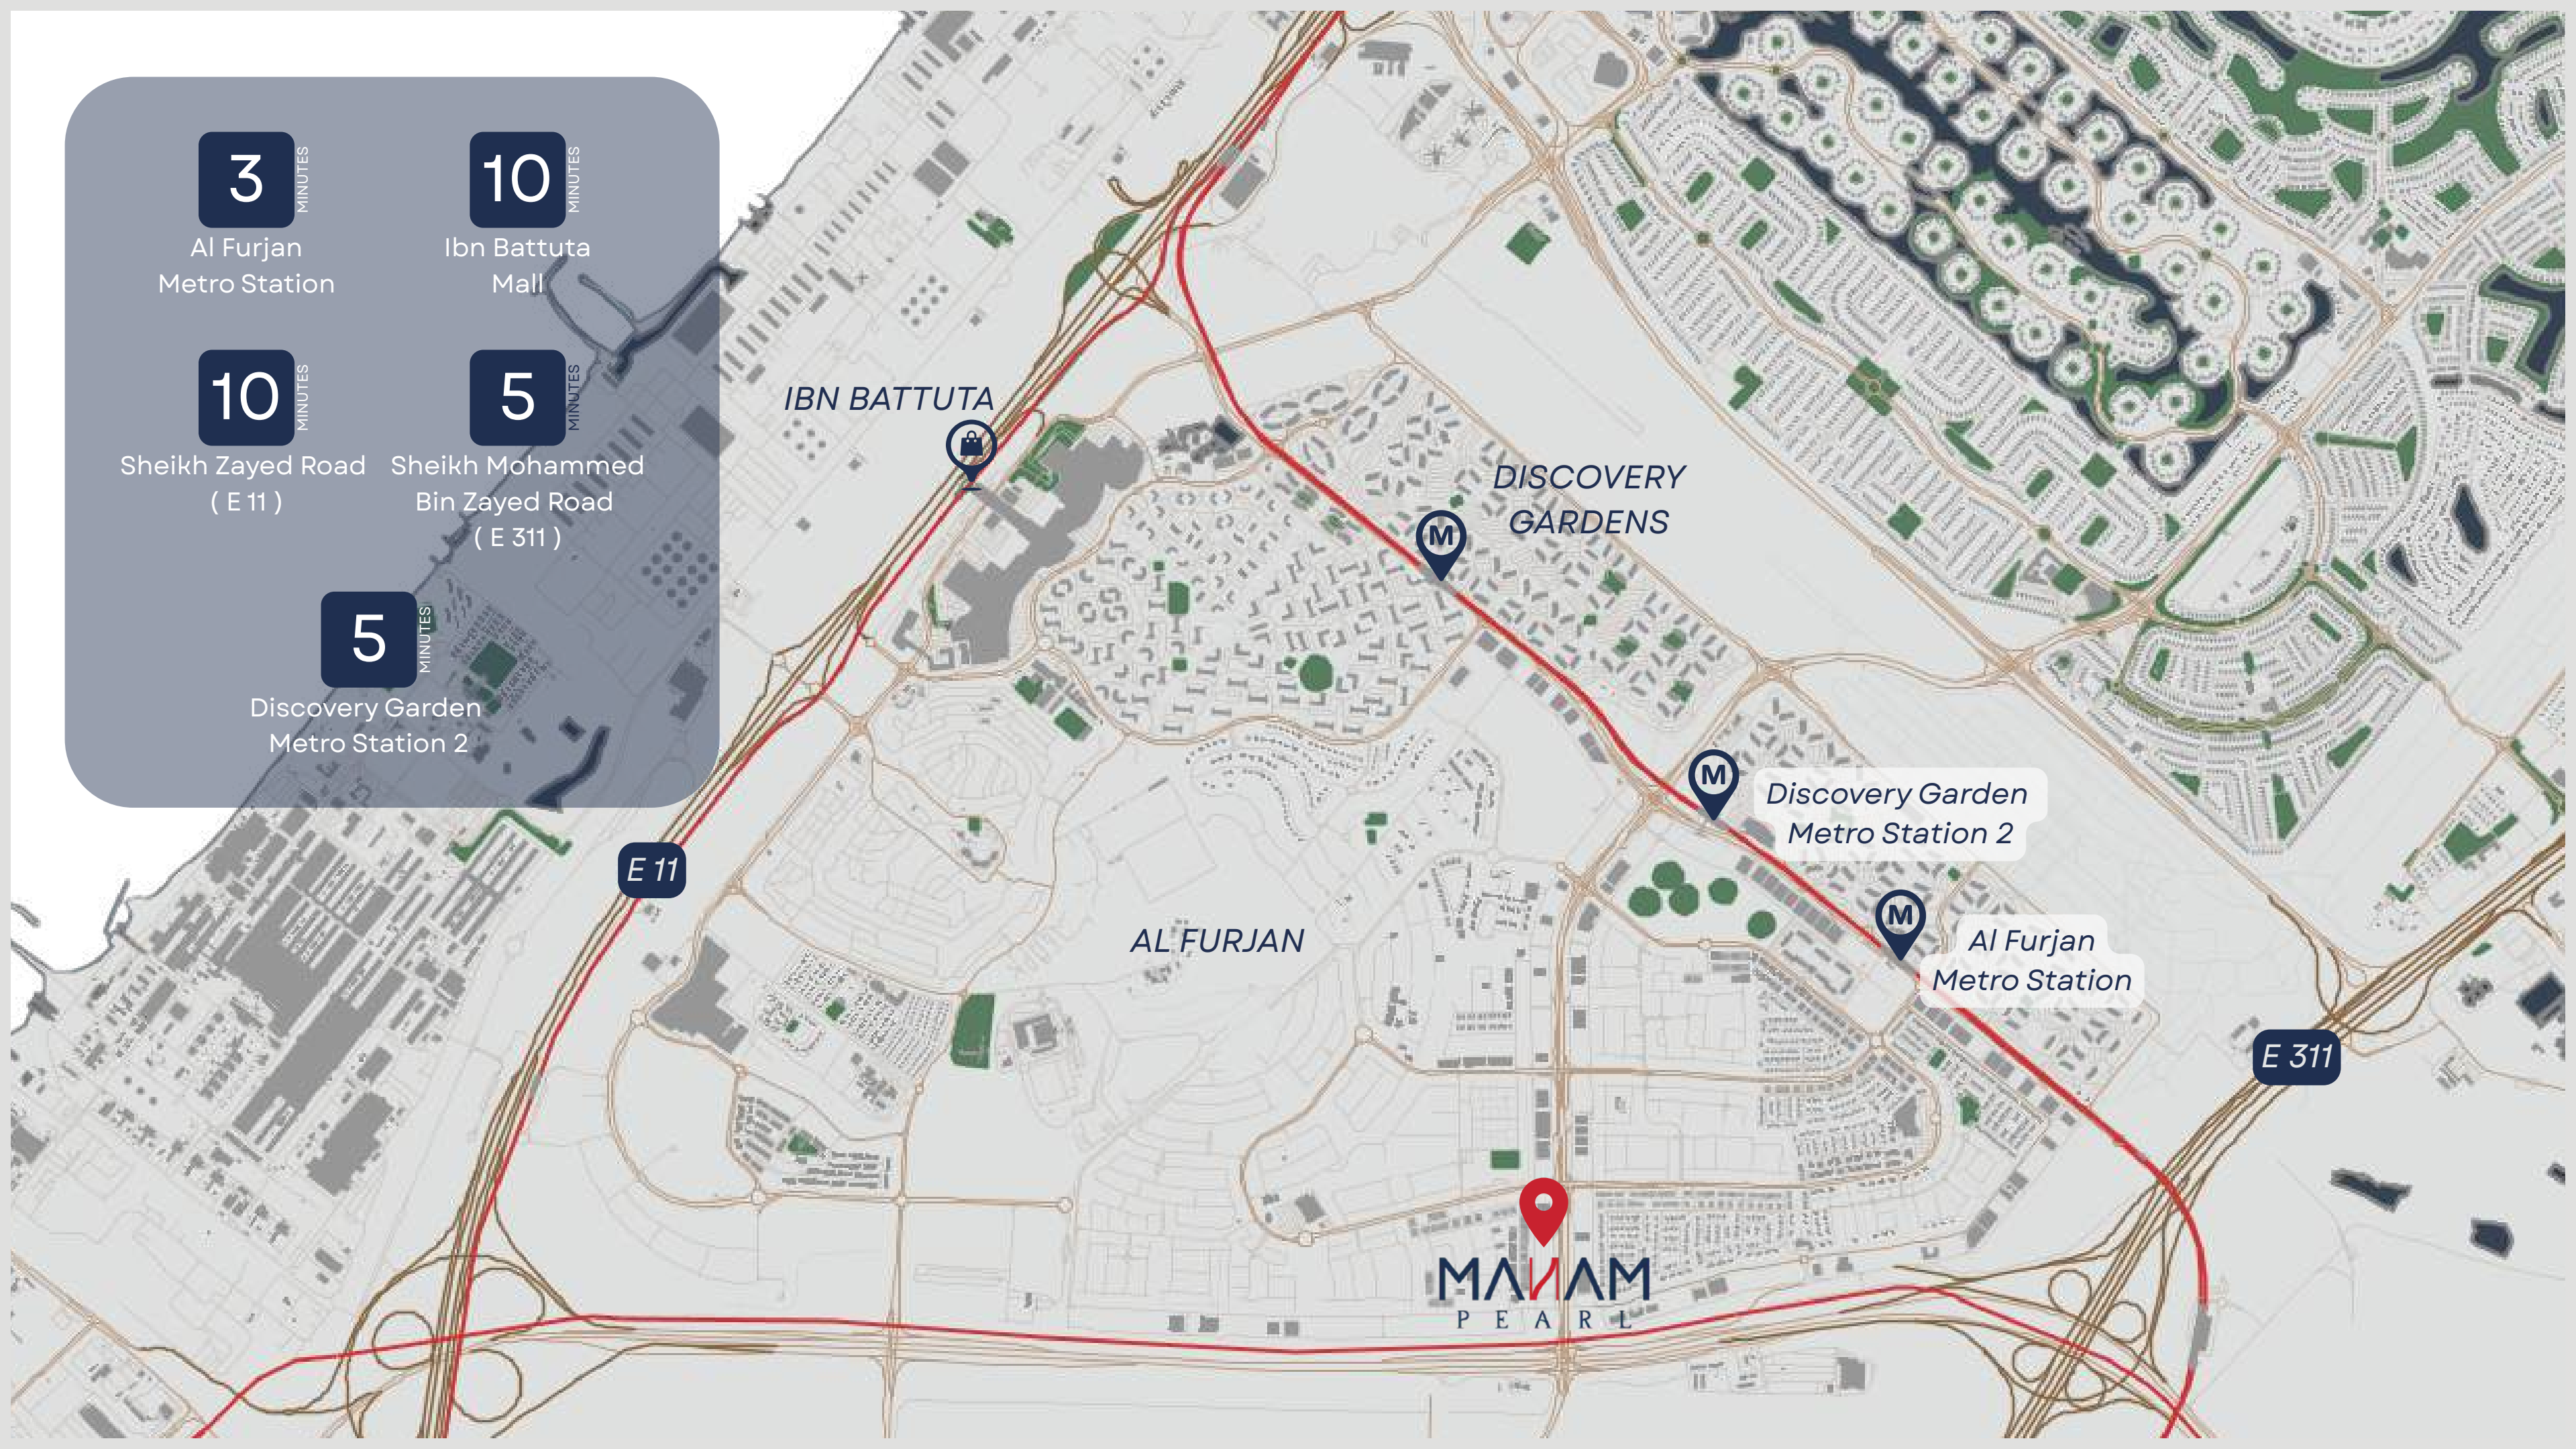 3 MINUTES
Al Furjan
Metro Station
10 MINUTES
Ibn Battuta
Mall
10 MINUTES
Sheikh Zayed Road
( E 11 )
5 MINUTES
Sheikh Mohammed
Bin Zayed Road
( E 311 )
5 MINUTES
Discovery Garden
Metro Station 2
IBN BATTUTA
DISCOVERY
GARDENS
M
M
Discovery Garden
Metro Station 2
E 11
M
AL FURJAN
Al Furjan
Metro Station
E 311
MANAM
PEARL